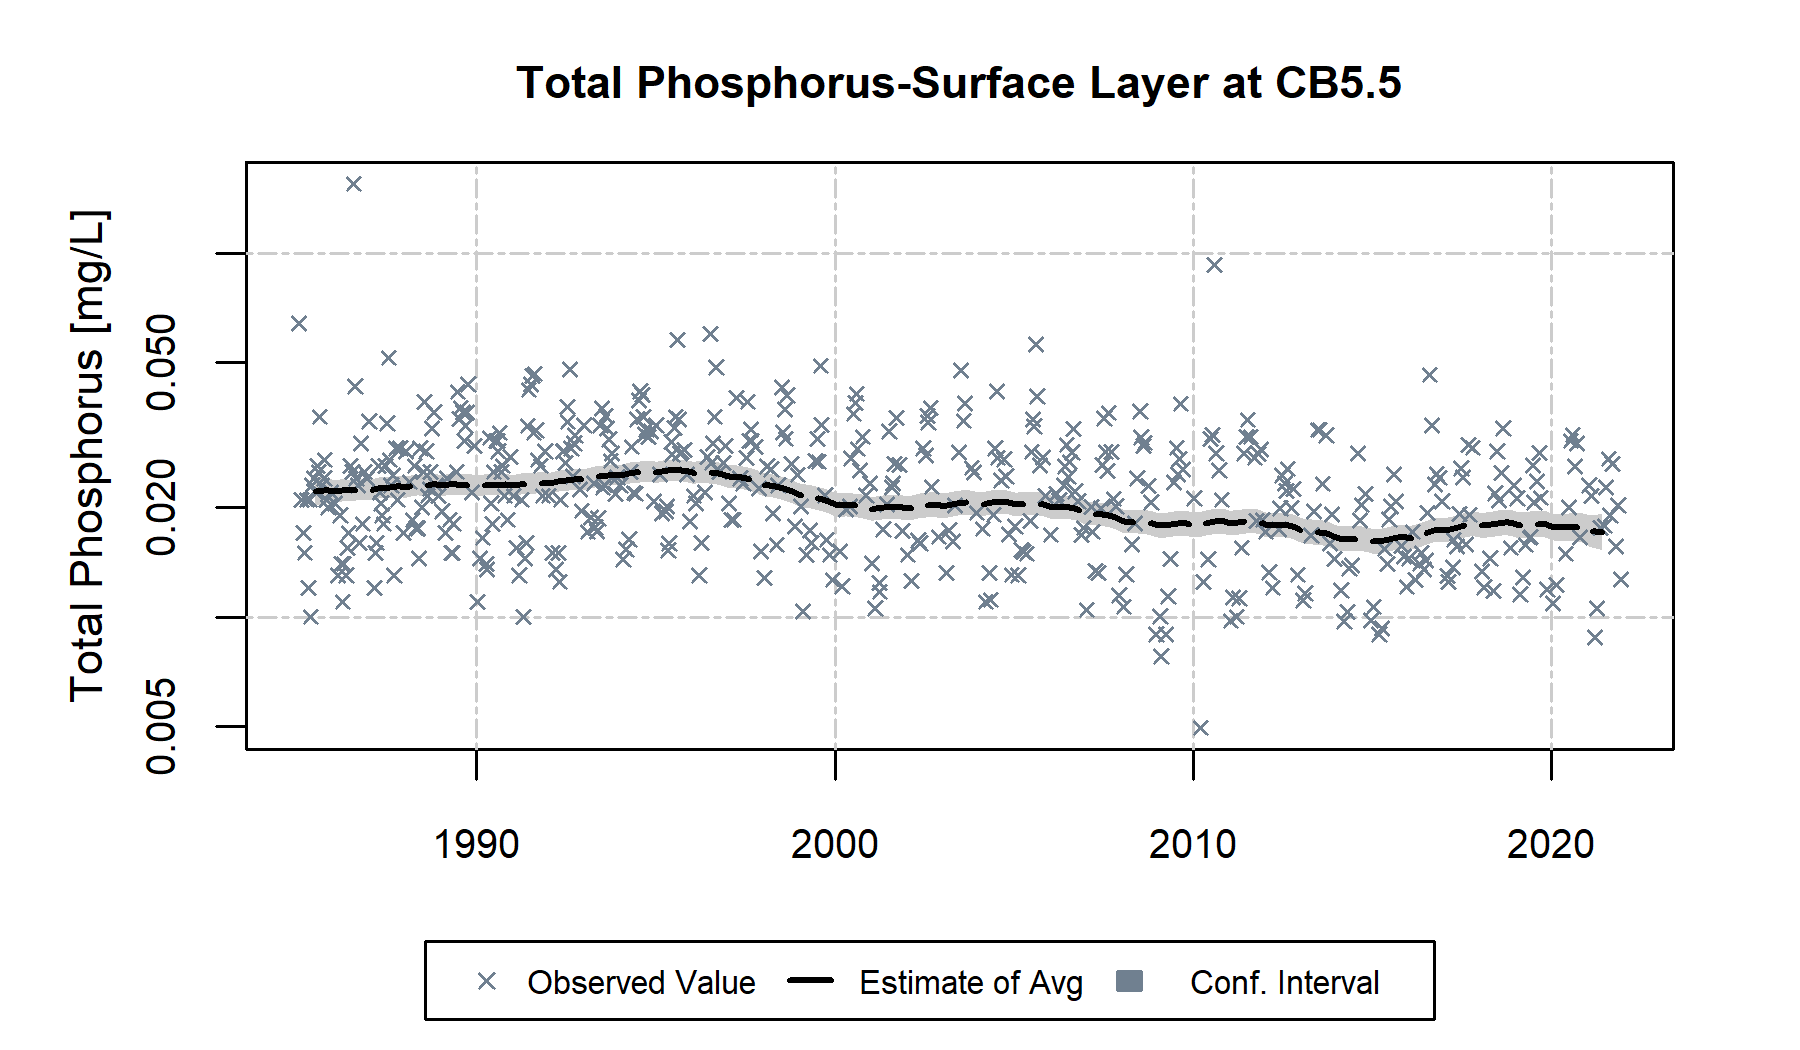 Total Phosphorus-Surface Layer at CB5.5
Total Phosphorus [mg/L]
0.050
0.020
0.005
1990 2000 2010 2020
Observed Value Estimate of Avg Conf. Interval